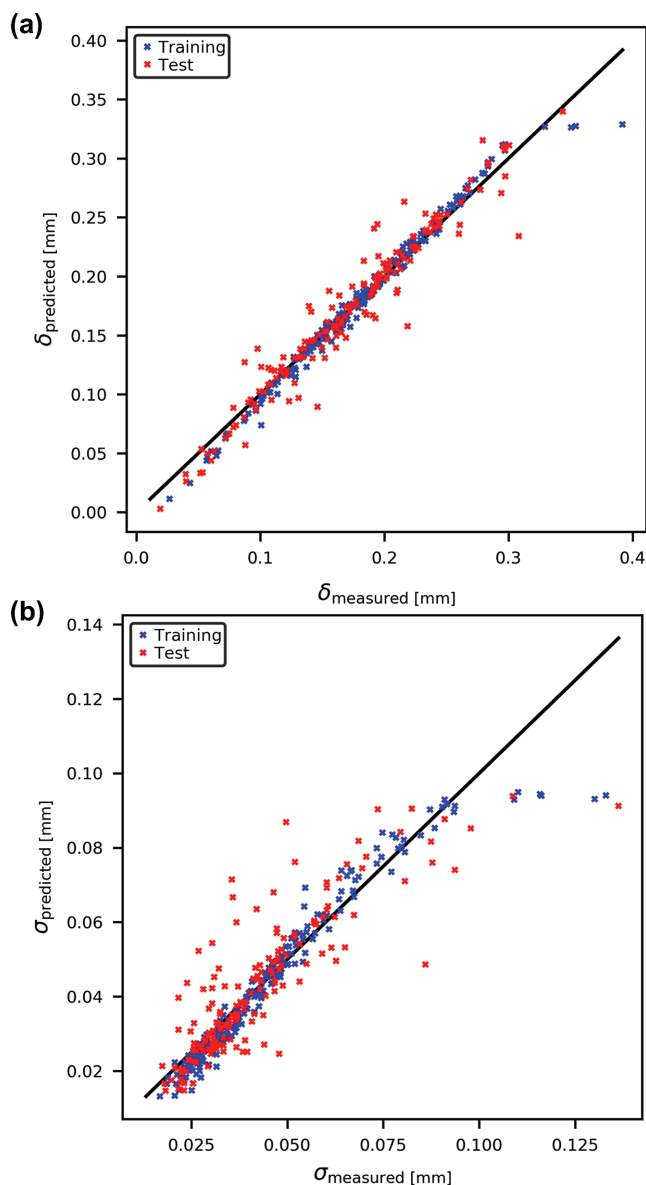 (a)
Training
Test
0.40
0.35
0.30
0.25
0.20
0.15
0.10
0.05
0.00
δpredicted [mm]
0.0 0.1 0.2 0.3 0.4
δmeasured [mm]
(b)
Training
Test
0.14
0.12
0.10
0.08
0.06
0.04
0.02
σpredicted [mm]
0.025 0.050 0.075 0.100 0.125
σmeasured [mm]